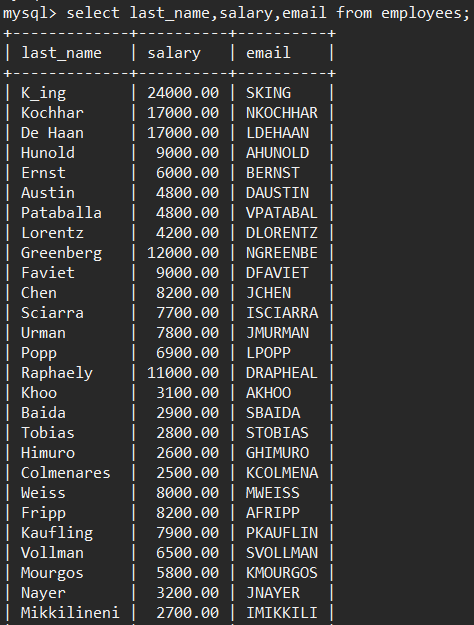 mysql> select last_name,salary,email from employees;
+-------------+----------+----------+
| last_name   | salary   | email    |
+-------------+----------+----------+
| K_ing       | 24000.00 | SKING    |
| Kochhar     | 17000.00 | NKOCHHAR |
| De Haan     | 17000.00 | LDEHAAN  |
| Hunold      |  9000.00 | AHUNOLD  |
| Ernst       |  6000.00 | BERNST   |
| Austin      |  4800.00 | DAUSTIN  |
| Pataballa   |  4800.00 | VPATABAL |
| Lorentz     |  4200.00 | DLORENTZ |
| Greenberg   | 12000.00 | NGREENBE |
| Faviet      |  9000.00 | DFAVIET  |
| Chen        |  8200.00 | JCHEN    |
| Sciarra     |  7700.00 | ISCIARRA |
| Urman       |  7800.00 | JMURMAN  |
| Popp        |  6900.00 | LPOPP    |
| Raphaely    | 11000.00 | DRAPHEAL |
| Khoo        |  3100.00 | AKHOO    |
| Baida       |  2900.00 | SBAIDA   |
| Tobias      |  2800.00 | STOBIAS  |
| Himuro      |  2600.00 | GHIMURO  |
| Colmenares  |  2500.00 | KCOLMENA |
| Weiss       |  8000.00 | MWEISS   |
| Fripp       |  8200.00 | AFRIPP   |
| Kaufling    |  7900.00 | PKAUFLIN |
| Vollman     |  6500.00 | SVOLLMAN |
| Mourgos     |  5800.00 | KMOURGOS |
| Nayer       |  3200.00 | JNAYER   |
| Mikkilineni |  2700.00 | IMIKKILI |